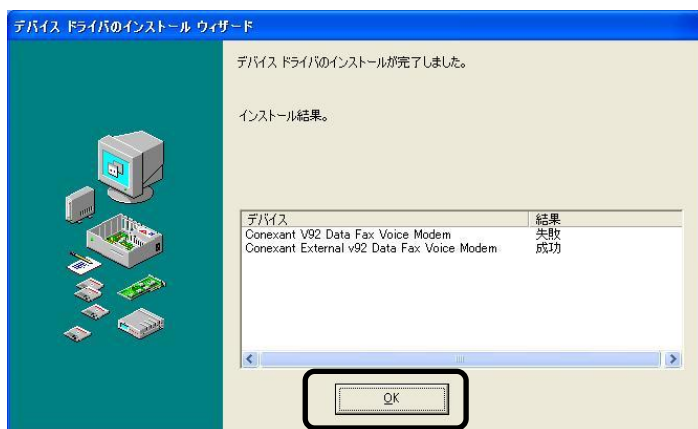 デバイス ドライバのインストール ウィザード
デバイス ドライバのインストールが完了しました。
インストール結果。
デバイス 結果
Conexant V92 Data Fax Voice Modem 失敗
Conexant External v92 Data Fax Voice Modem 成功
OK